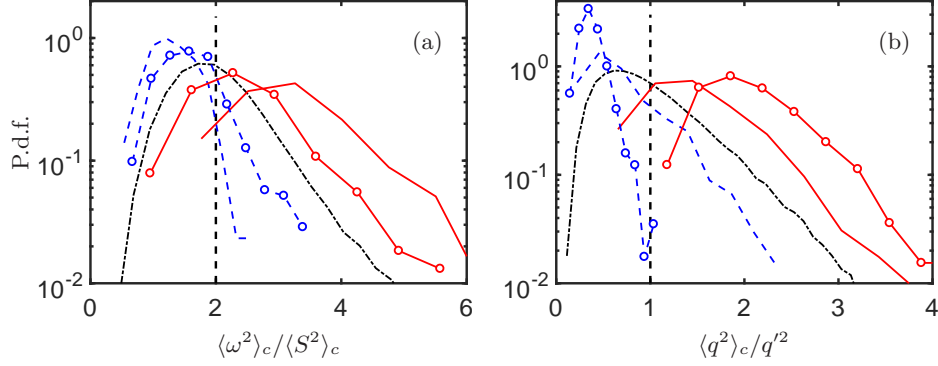 (a)
(b)
P.d.f.
10^0
10^{-1}
10^{-2}
0 2 4 6
⟨ω²⟩_c/⟨S²⟩_c
10^0
10^{-1}
10^{-2}
0 1 2 3 4
⟨q²⟩_c/q'²